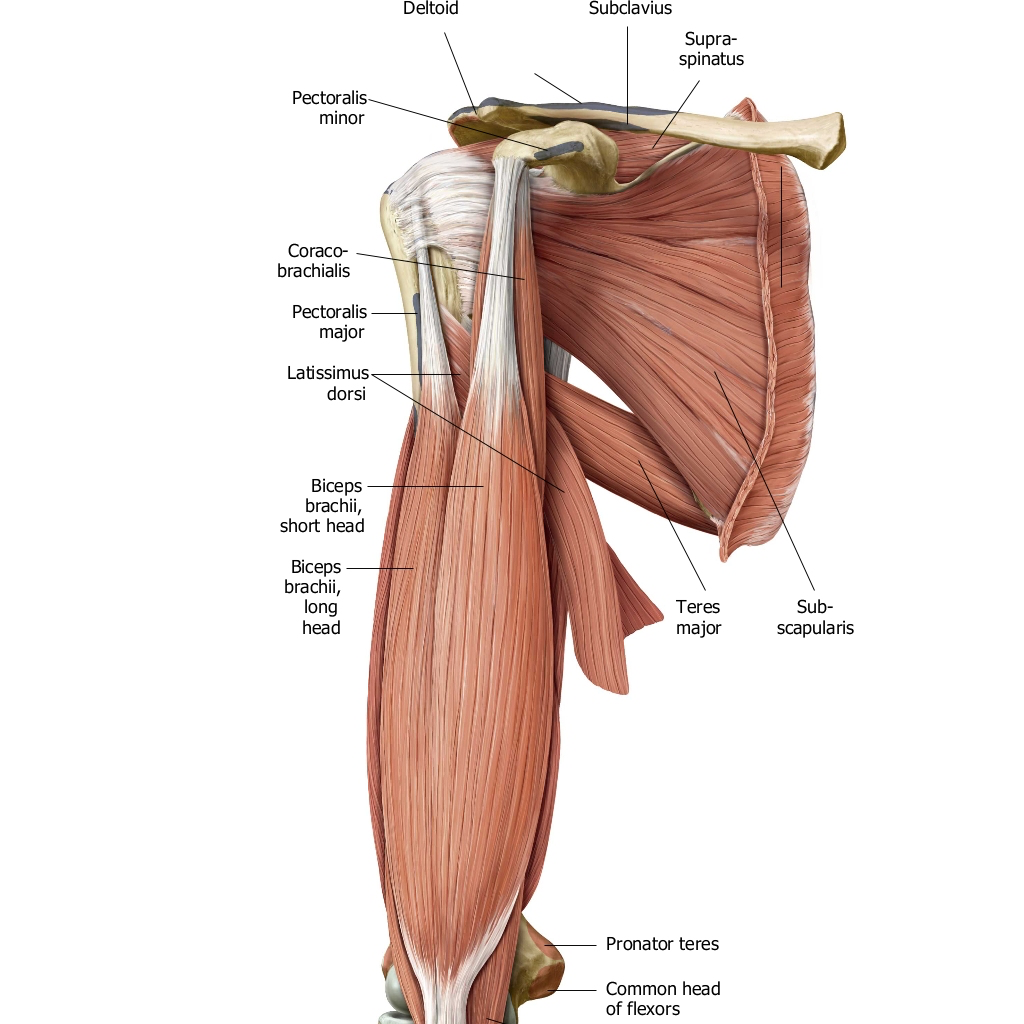 Deltoid
Subclavius
Supra-
spinatus
Pectoralis
minor
Coraco-
brachialis
Pectoralis
major
Latissimus
dorsi
Biceps
brachii,
short head
Biceps
brachii,
long
head
Teres
major
Sub-
scapularis
Pronator teres
Common head
of flexors